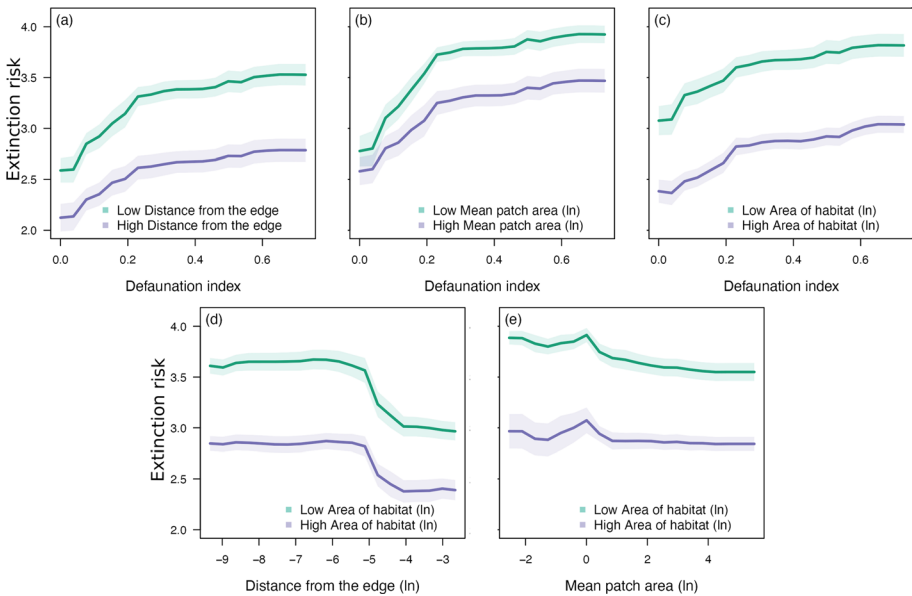 (a)
(b)
(c)
Extinction risk
4.0
3.5
3.0
2.5
2.0
Low Distance from the edge
High Distance from the edge
Low Mean patch area (ln)
High Mean patch area (ln)
Low Area of habitat (ln)
High Area of habitat (ln)
0.0 0.2 0.4 0.6
0.0 0.2 0.4 0.6
0.0 0.2 0.4 0.6
Defaunation index
Defaunation index
Defaunation index
(d)
(e)
Extinction risk
4.0
3.5
3.0
2.5
2.0
Low Area of habitat (ln)
High Area of habitat (ln)
Low Area of habitat (ln)
High Area of habitat (ln)
−9 −8 −7 −6 −5 −4 −3
−2 0 2 4
Distance from the edge (ln)
Mean patch area (ln)